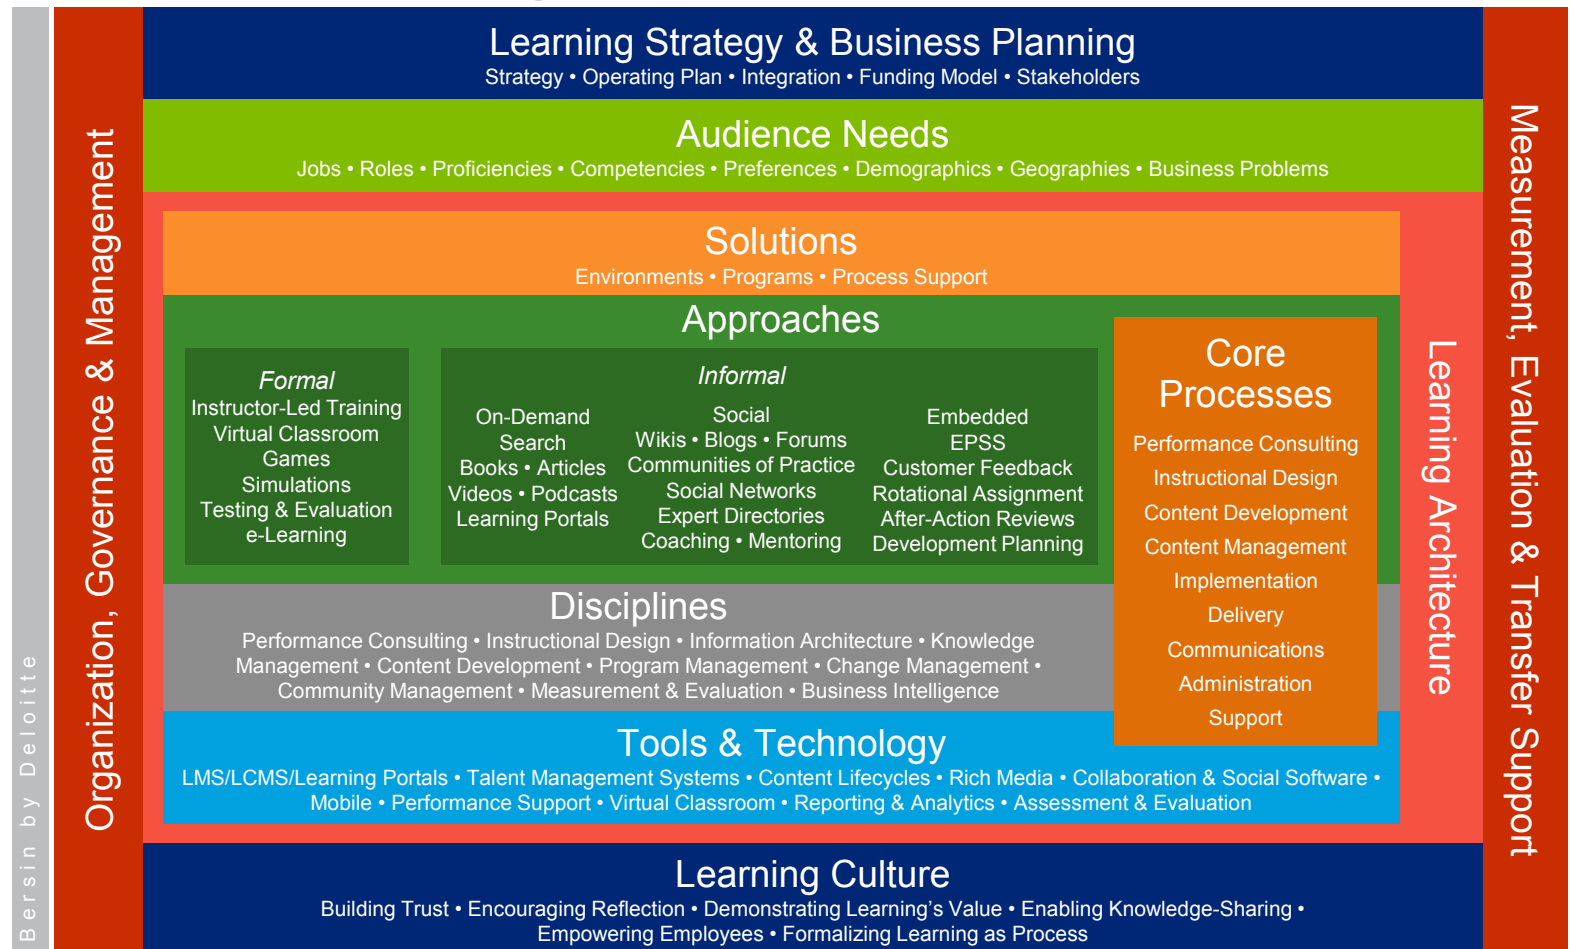 Learning Strategy & Business Planning
Strategy • Operating Plan • Integration • Funding Model • Stakeholders
Audience Needs
Jobs • Roles • Proficiencies • Competencies • Preferences • Demographics • Geographies • Business Problems
Organization, Governance & Management
Solutions
Environments • Programs • Process Support
Approaches
Formal
Instructor-Led Training
Virtual Classroom
Games
Simulations
Testing & Evaluation
e-Learning
Informal
On-Demand
Search
Books • Articles
Videos • Podcasts
Learning Portals
Social
Wikis • Blogs • Forums
Communities of Practice
Social Networks
Expert Directories
Coaching • Mentoring
Embedded
EPSS
Customer Feedback
Rotational Assignment
After-Action Reviews
Development Planning
Core
Processes
Performance Consulting
Instructional Design
Content Development
Content Management
Implementation
Delivery
Communications
Administration
Support
Disciplines
Performance Consulting • Instructional Design • Information Architecture • Knowledge
Management • Content Development • Program Management • Change Management •
Community Management • Measurement & Evaluation • Business Intelligence
Tools & Technology
LMS/LCMS/Learning Portals • Talent Management Systems • Content Lifecycles • Rich Media • Collaboration & Social Software •
Mobile • Performance Support • Virtual Classroom • Reporting & Analytics • Assessment & Evaluation
Learning Architecture
Measurement, Evaluation & Transfer Support
Learning Culture
Building Trust • Encouraging Reflection • Demonstrating Learning's Value • Enabling Knowledge-Sharing •
Empowering Employees • Formalizing Learning as Process
Bersin by Deloitte